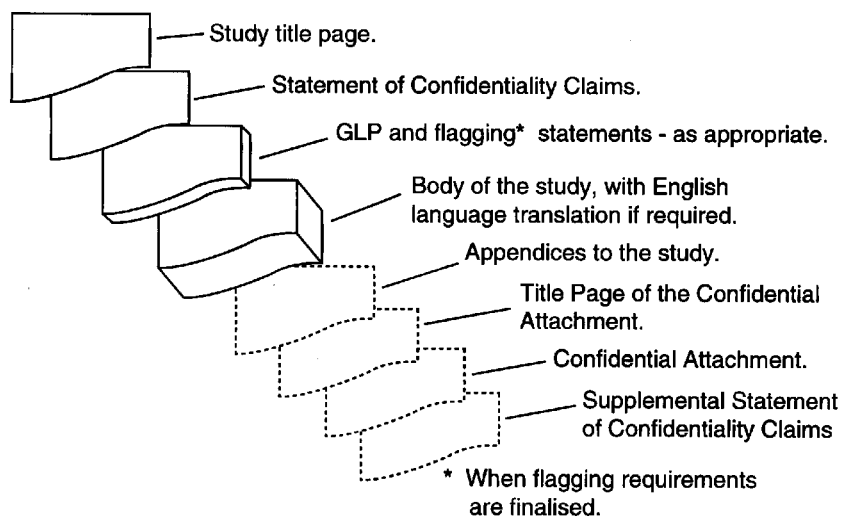 Study title page.
Statement of Confidentiality Claims.
GLP and flagging* statements - as appropriate.
Body of the study, with English
language translation if required.
Appendices to the study.
Title Page of the Confidential
Attachment.
Confidential Attachment.
Supplemental Statement
of Confidentiality Claims
* When flagging requirements
are finalised.